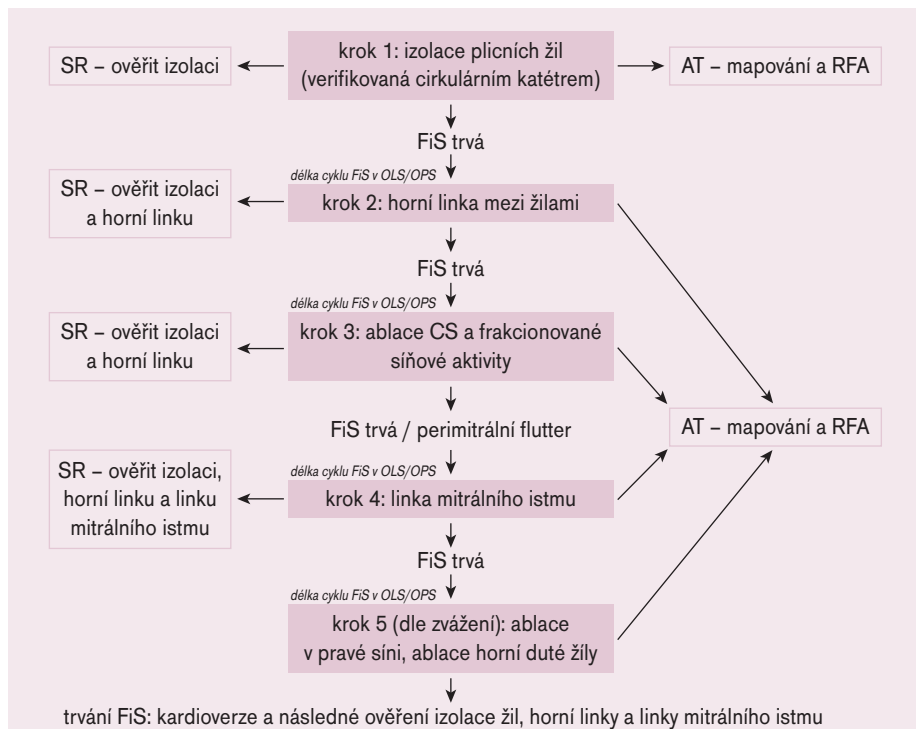 krok 1: izolace plicních žil
(verifikovaná cirkulárním katétrem)
SR – ověřit izolaci
AT – mapování a RFA
FiS trvá
délka cyklu FiS v OLS/OPS
krok 2: horní linka mezi žilami
SR – ověřit izolaci
a horní linku
FiS trvá
délka cyklu FiS v OLS/OPS
krok 3: ablace CS a frakcionované
síňové aktivity
SR – ověřit izolaci
a horní linku
FiS trvá / perimitrální flutter
AT – mapování a RFA
délka cyklu FiS v OLS/OPS
krok 4: linka mitrálního istmu
SR – ověřit izolaci,
horní linku a linku
mitrálního istmu
FiS trvá
délka cyklu FiS v OLS/OPS
krok 5 (dle zvážení): ablace
v pravé síni, ablace horní duté žíly
trvání FiS: kardioverze a následné ověření izolace žil, horní linky a linky mitrálního istmu